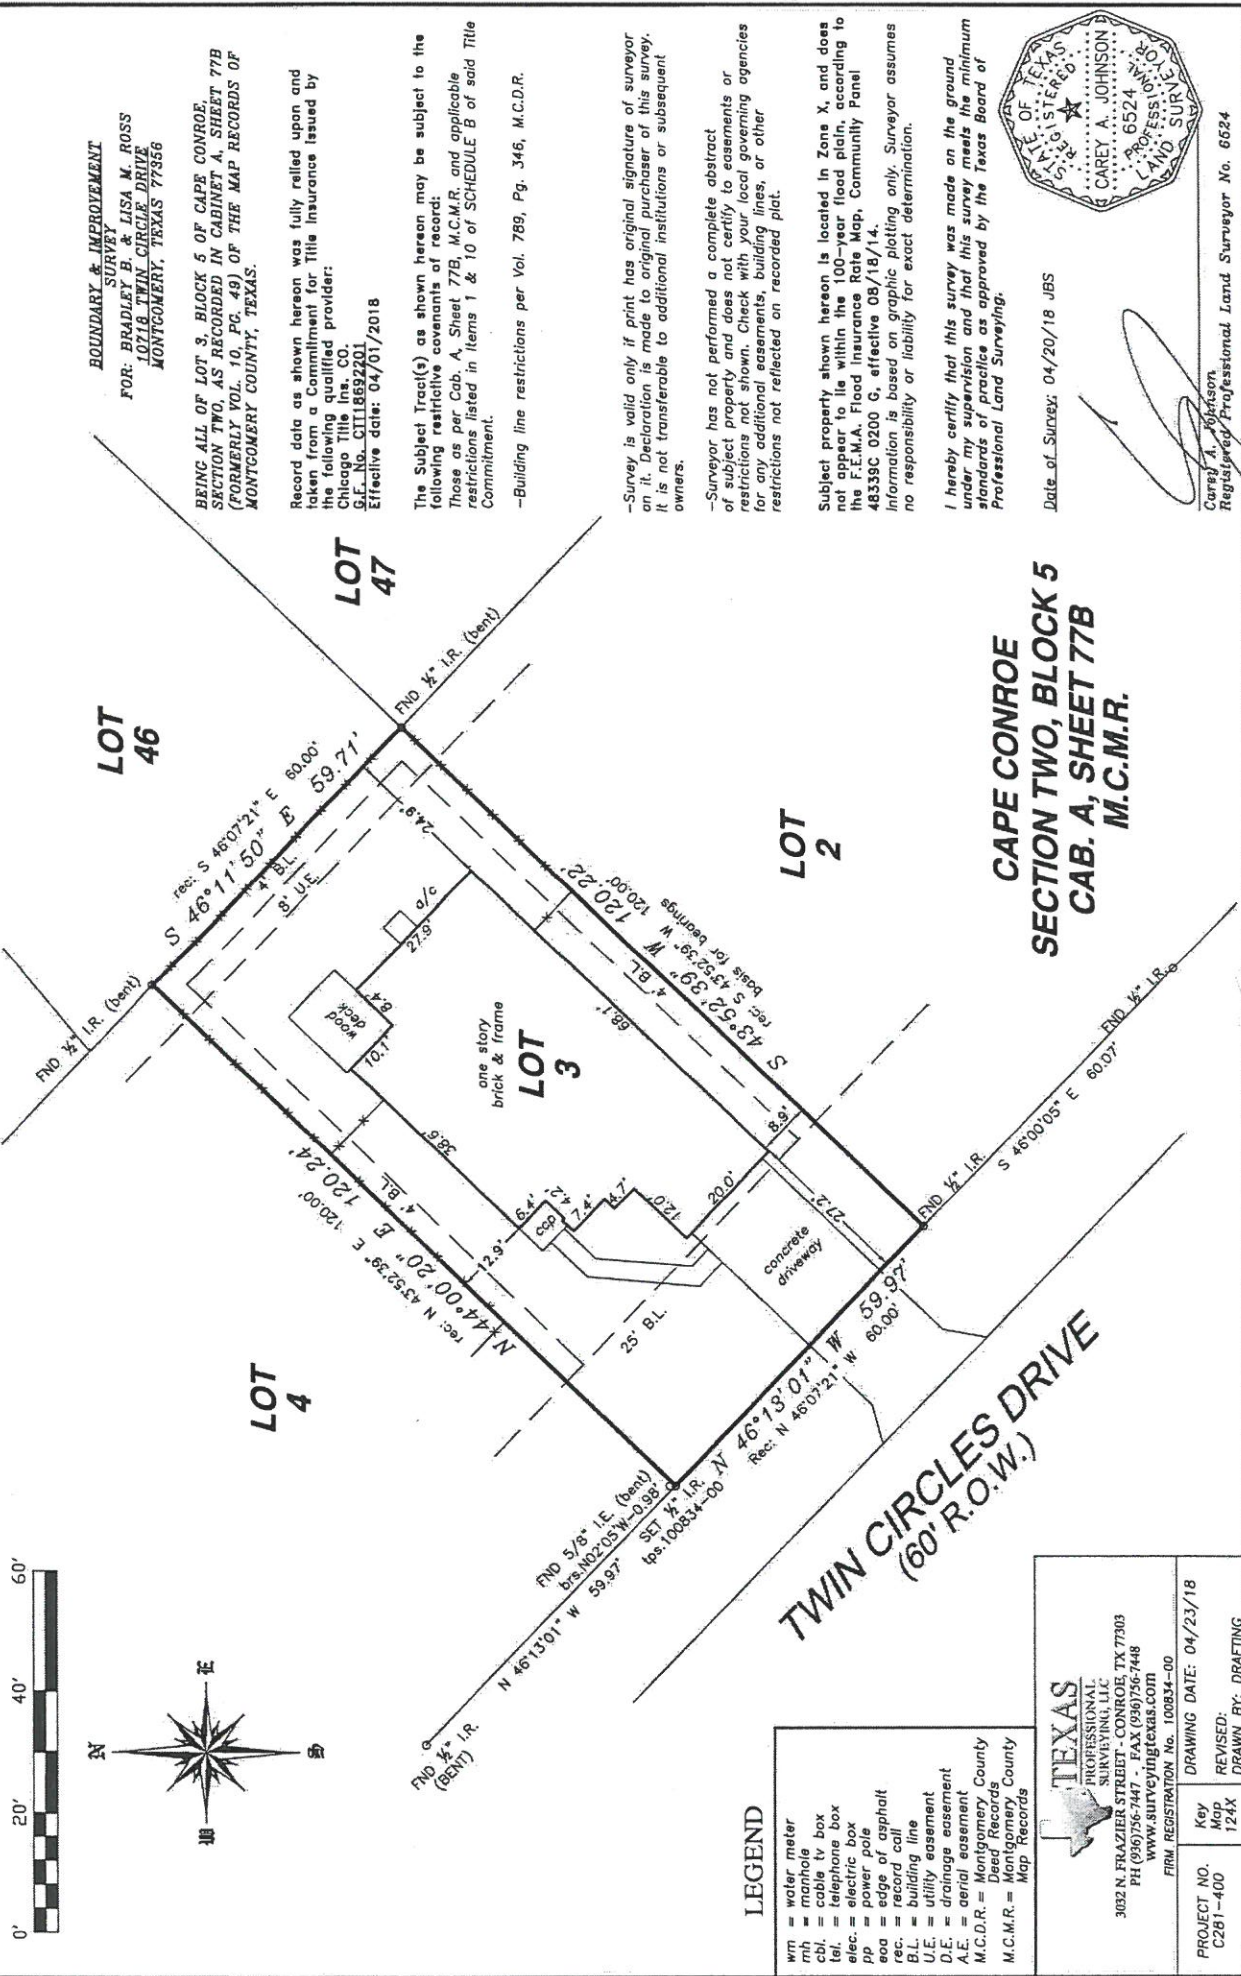 BOUNDARY & IMPROVEMENT
SURVEY
FOR: BRADLEY B. & LISA M. ROSS
10718 TWIN CIRCLE DRIVE
MONTGOMERY, TEXAS 77356
BEING ALL OF LOT 3, BLOCK 5 OF CAPE CONROE,
SECTION TWO, AS RECORDED IN CABINET A, SHEET 77B
(FORMERLY VOL. 10, PG. 49) OF THE MAP RECORDS OF
MONTGOMERY COUNTY, TEXAS.
Record data as shown hereon was fully relied upon and
taken from a Commitment for Title Insurance issued by
the following qualified provider:
Chicago Title Ins. CO.
G.F. No. CTT18692201
Effective date: 04/01/2018
The Subject Tract(s) as shown hereon may be subject to the
following restrictive covenants of record:
Those as per Cab. A, Sheet 77B, M.C.M.R. and applicable
restrictions listed in Items 1 & 10 of SCHEDULE B of said Title
Commitment.
-Building line restrictions per Vol. 789, Pg. 346, M.C.D.R.
-Survey is valid only if print has original signature of surveyor
on it. Declaration is made to original purchaser of this survey.
It is not transferable to additional institutions or subsequent
owners.
-Surveyor has not performed a complete abstract
of subject property and does not certify to easements or
restrictions not shown. Check with your local governing agencies
for any additional easements, building lines, or other
restrictions not reflected on recorded plat.
Subject property shown hereon is located in Zone X, and does
not appear to lie within the 100-year flood plain, according to
the F.E.M.A. Flood Insurance Rate Map, Community Panel
48339C 0200 G, effective 08/18/14.
Information is based on graphic plotting only. Surveyor assumes
no responsibility or liability for exact determination.
I hereby certify that this survey was made on the ground
under my supervision and that this survey meets the minimum
standards of practice as approved by the Texas Board of
Professional Land Surveying.
Date of Survey: 04/20/18 JBS
Carey A. Johnson
Registered Professional Land Surveyor No. 6524
STATE OF TEXAS
REGISTERED
CAREY A. JOHNSON
6524
PROFESSIONAL
LAND SURVEYOR
0' 20' 40' 60'
N
E
S
W
LOT
46
LOT
47
LOT
4
LOT
2
LOT
3
one story
brick & frame
wood
deck
a/c
ccp
concrete
driveway
FND ½" I.R. (bent)
rec: S 46°07'21" E 60.00'
S 46°11'50" E 59.71'
4' B.L.
8' U.E.
FND ½" I.R. (bent)
24.9'
27.9'
8.4'
10.1'
38.6'
68.1'
6.4'
4.2'
7.4'
4.7'
12.0'
20.0'
8.9'
27.2'
12.9'
25' B.L.
rec: N 43°52'39" E 120.00'
N 44°00'20" E 120.24'
4' B.L.
S 43°52'39" W 120.22'
rec: S 43°52'39" W 120.00'
basis for bearings
4' B.L.
N 46°13'01" W 59.97'
Rec: N 46°07'21" W 60.00'
FND ½" I.R.
S 46°00'05" E 60.07'
FND ½" I.R.
FND 5/8" I.E. (bent)
brs.N02°05'W-0.98'
SET ½" I.R.
tps.100834-00
N 46°13'01" W 59.97'
FND ½" I.R.
(BENT)
TWIN CIRCLES DRIVE
(60' R.O.W.)
CAPE CONROE
SECTION TWO, BLOCK 5
CAB. A, SHEET 77B
M.C.M.R.
LEGEND
wm = water meter
mh = manhole
cbl. = cable tv box
tel. = telephone box
elec. = electric box
pp = power pole
eoa = edge of asphalt
rec. = record call
B.L. = building line
U.E. = utility easement
D.E. = drainage easement
A.E. = aerial easement
M.C.D.R. = Montgomery County
Deed Records
M.C.M.R. = Montgomery County
Map Records
TEXAS
PROFESSIONAL
SURVEYING, LLC
3032 N. FRAZIER STREET - CONROE, TX 77303
PH (936)756-7447 - FAX (936)756-7448
www.surveyingtexas.com
FIRM REGISTRATION No. 100834-00
PROJECT NO.
C281-400
Key
Map
124X
DRAWING DATE: 04/23/18
REVISED:
DRAWN BY: DRAFTING